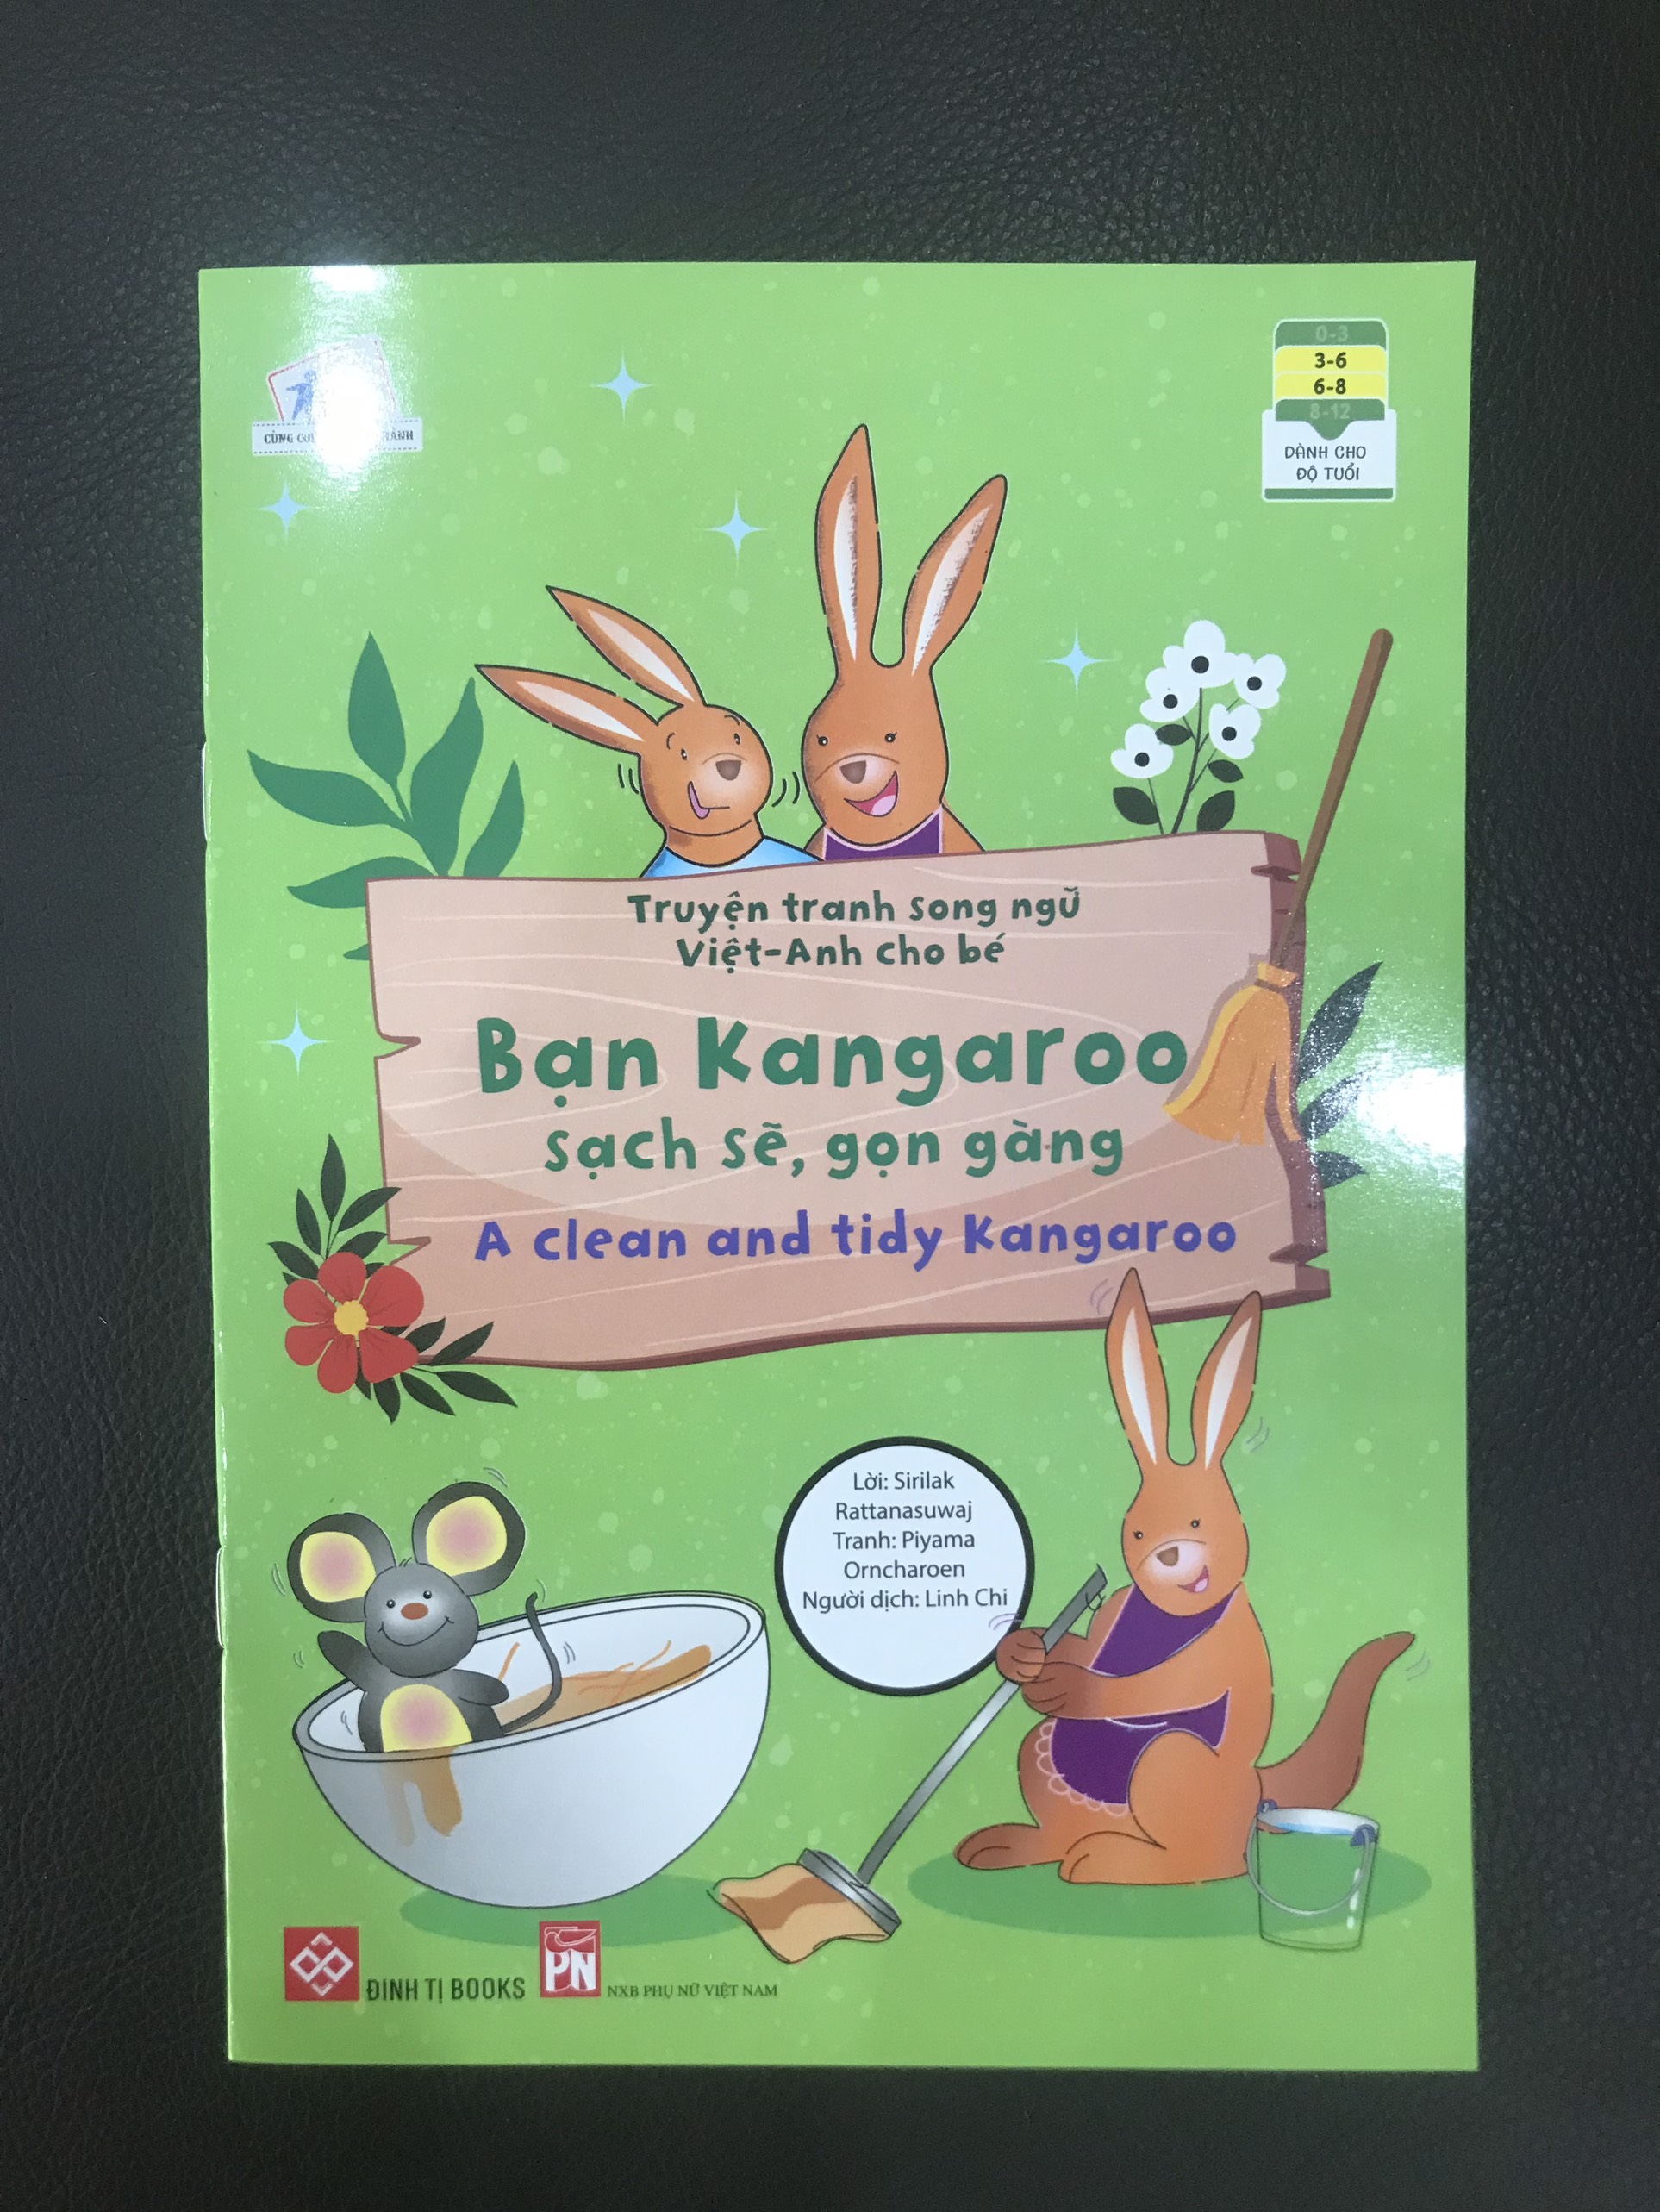 CÙNG
0-3
3-6
6-8
8-12
DÀNH CHO
ĐỘ TUỔI
Truyện tranh song ngữ
Việt-Anh cho bé
Bạn Kangaroo
sạch sẽ, gọn gàng
A clean and tidy Kangaroo
Lời: Sirilak
Rattanasuwaj
Tranh: Piyama
Orncharoen
Người dịch: Linh Chi
ĐINH TỊ BOOKS
PN
NXB PHỤ NỮ VIỆT NAM